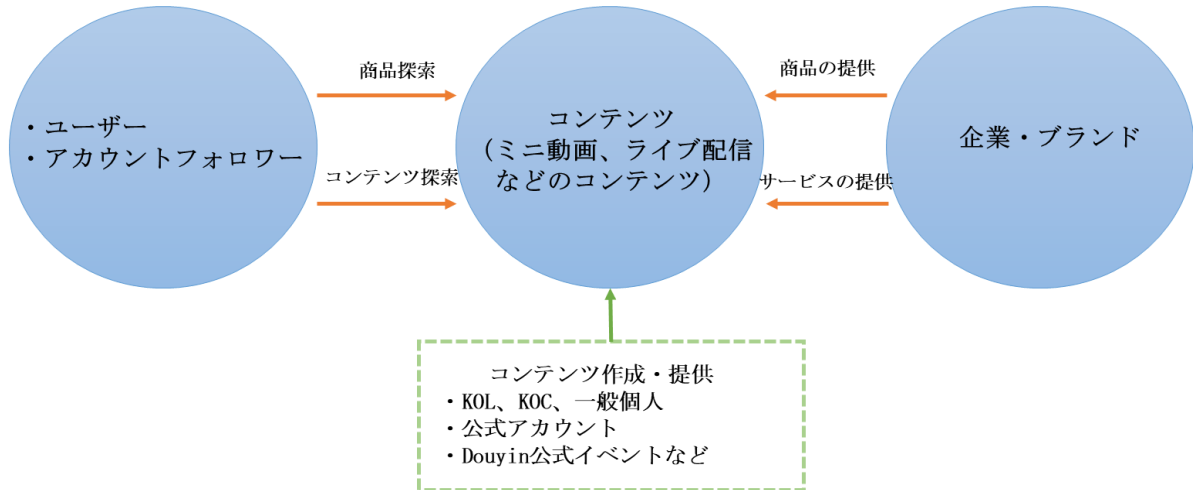 商品探索
商品の提供
・ユーザー
・アカウントフォロワー
コンテンツ
（ミニ動画、ライブ配信
などのコンテンツ）
企業・ブランド
コンテンツ探索
サービスの提供
コンテンツ作成・提供
・KOL、KOC、一般個人
・公式アカウント
・Douyin公式イベントなど